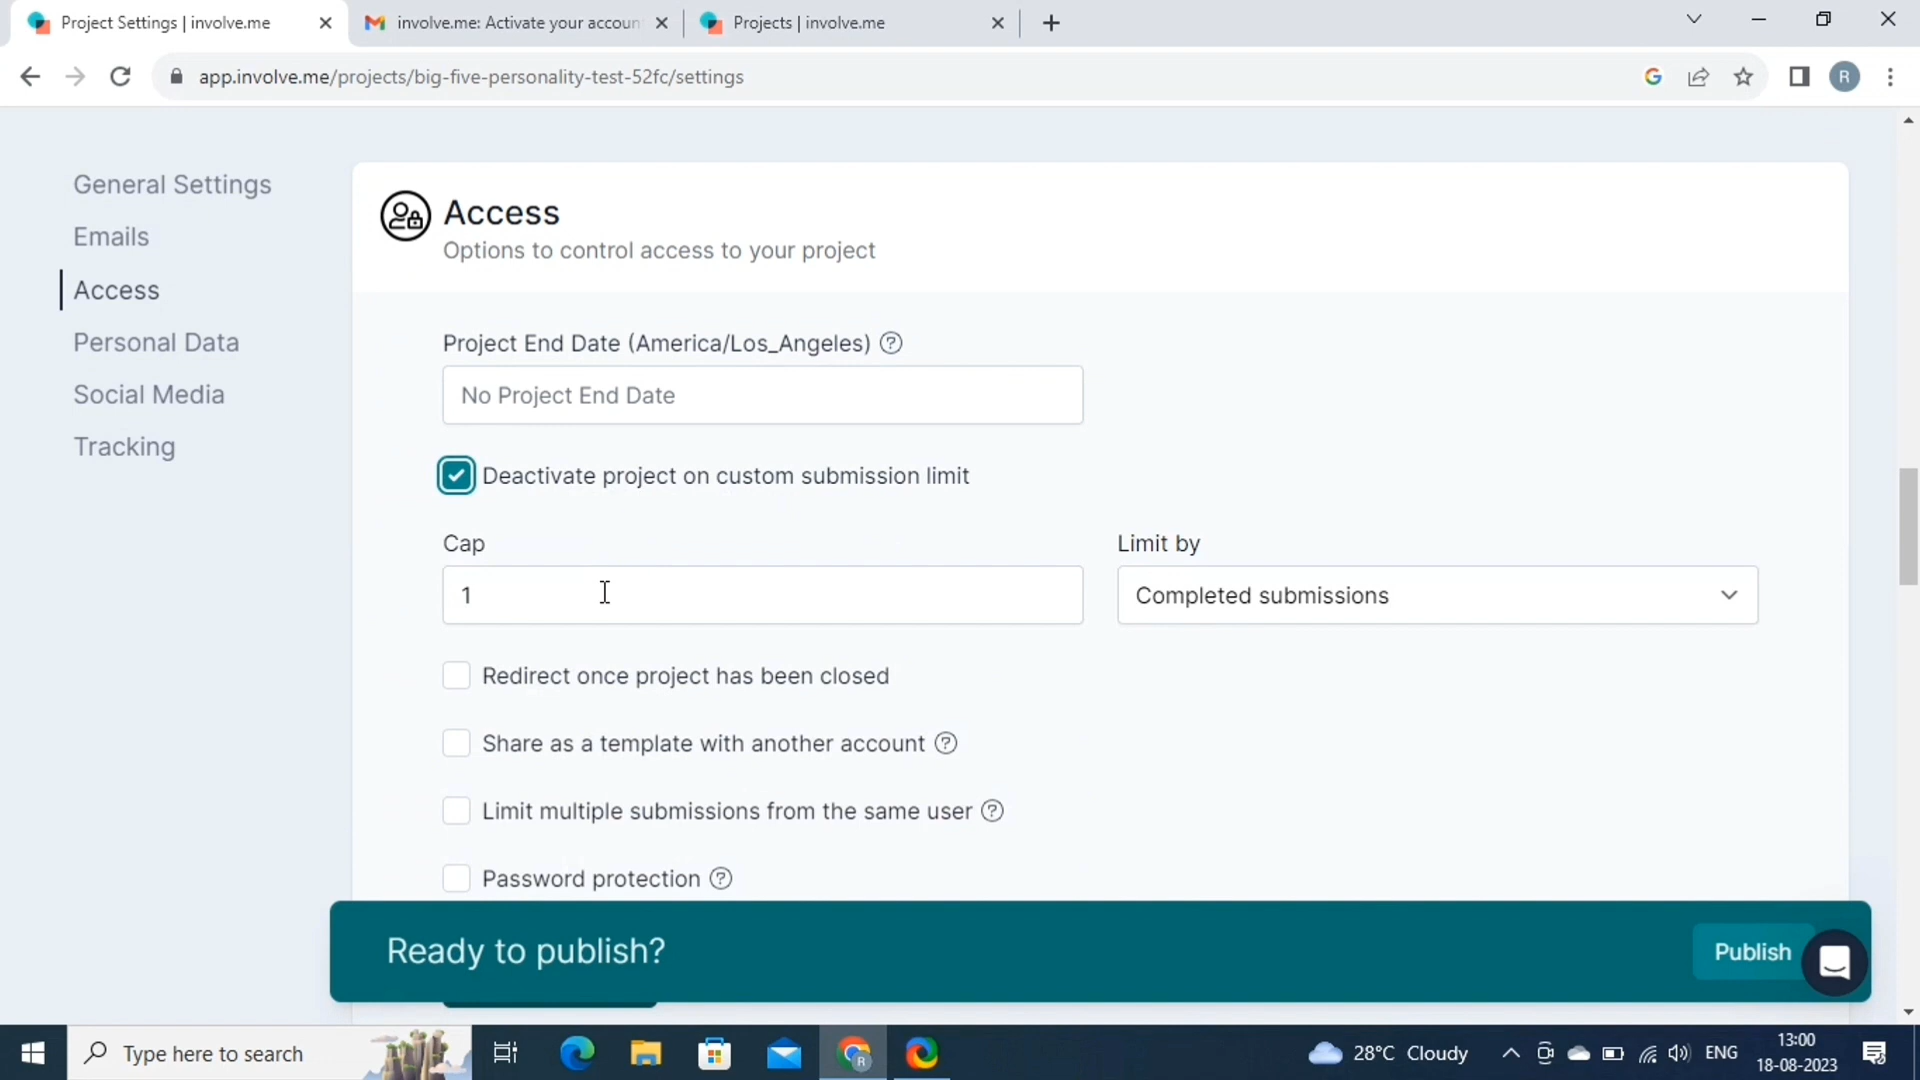 Project Settings | involve.me
involve.me: Activate your accoun
Projects | involve.me
app.involve.me/projects/big-five-personality-test-52fc/settings
R
General Settings
Emails
Access
Personal Data
Social Media
Tracking
Access
Options to control access to your project
Project End Date (America/Los_Angeles)
No Project End Date
Deactivate project on custom submission limit
Cap
Limit by
1
Completed submissions
Redirect once project has been closed
Share as a template with another account
Limit multiple submissions from the same user
Password protection
Ready to publish?
Publish
Type here to search
28°C Cloudy
ENG
13:00
18-08-2023